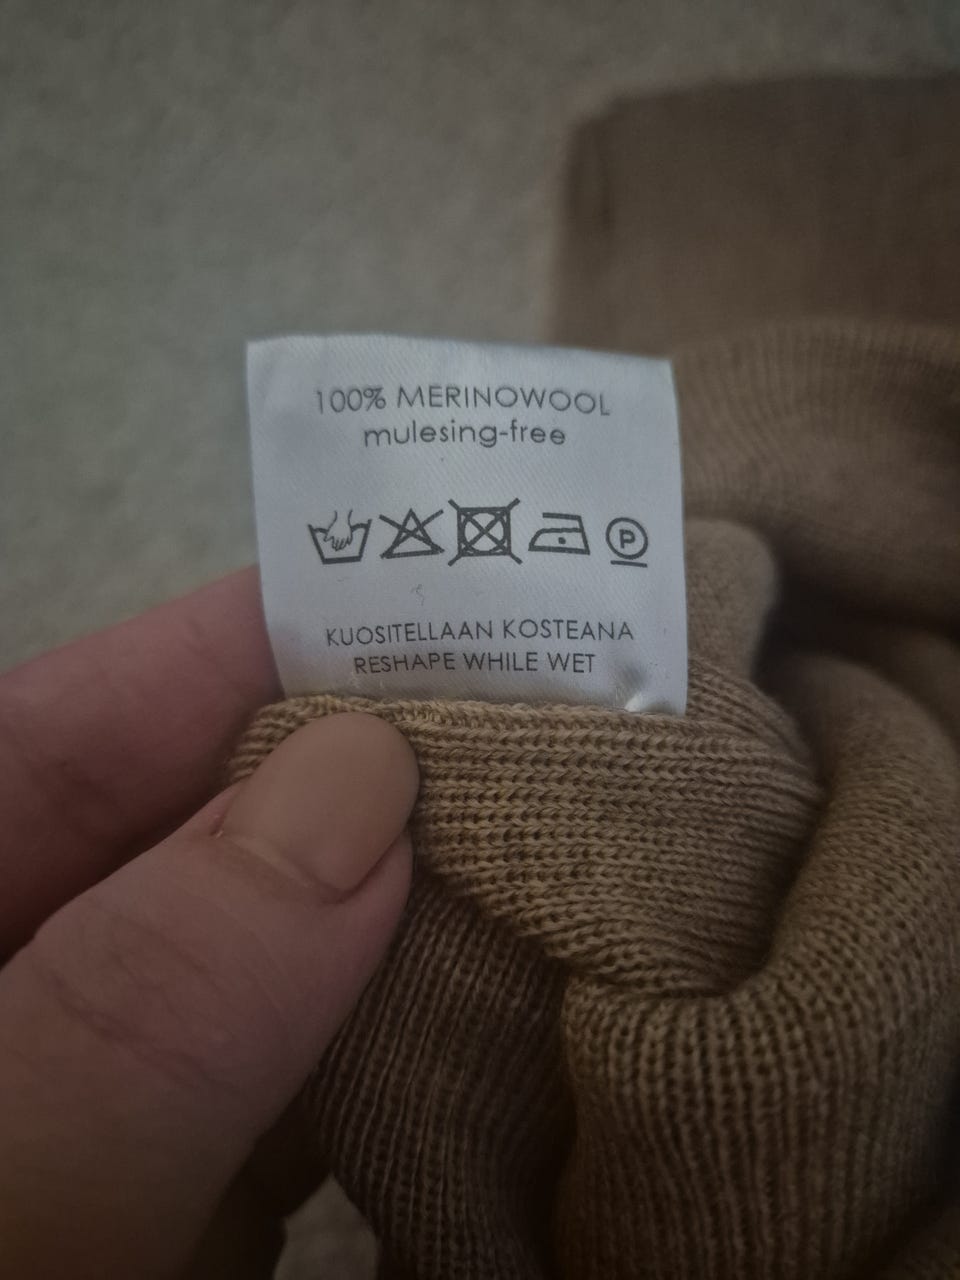 100% MERINOWOOL
mulesing-free
P
KUOSITELLAAN KOSTEANA
RESHAPE WHILE WET